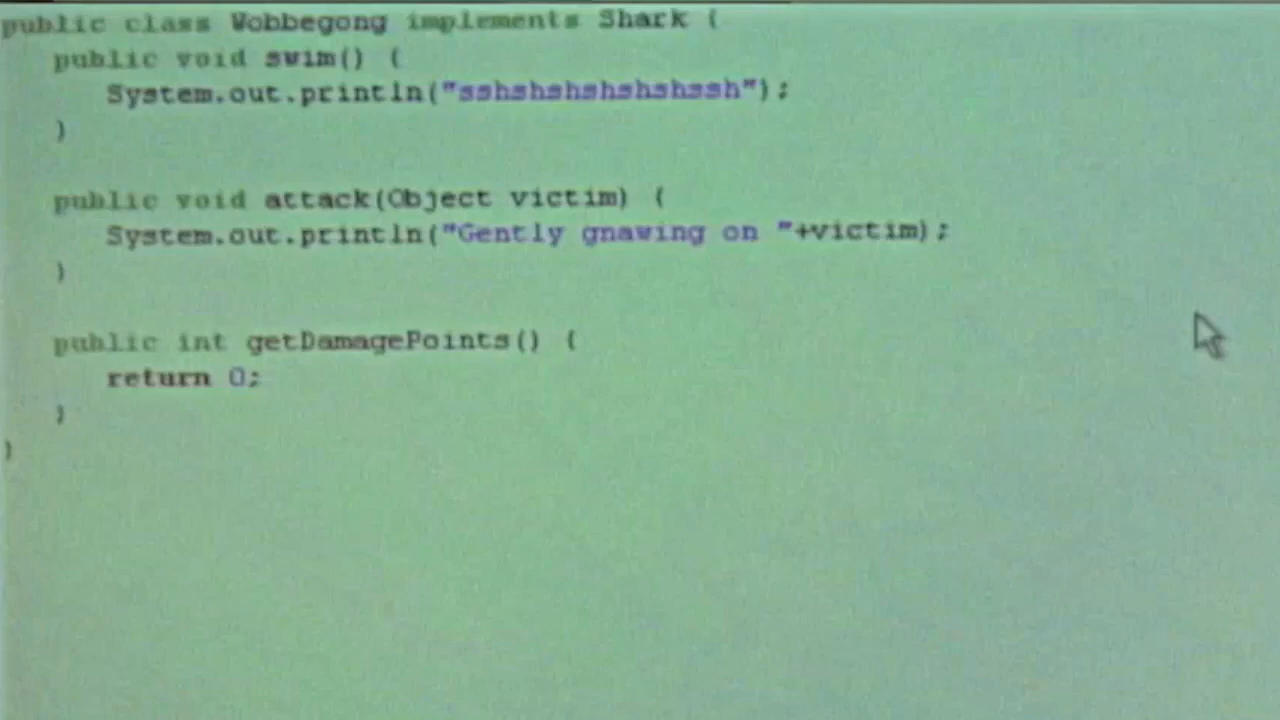 public class Wobbegong implements Shark {
public void swim() {
System.out.println("sshshshshshshssh");
}
public void attack(Object victim) {
System.out.println("Gently gnawing on "+victim);
}
public int getDamagePoints() {
return 0;
}
}